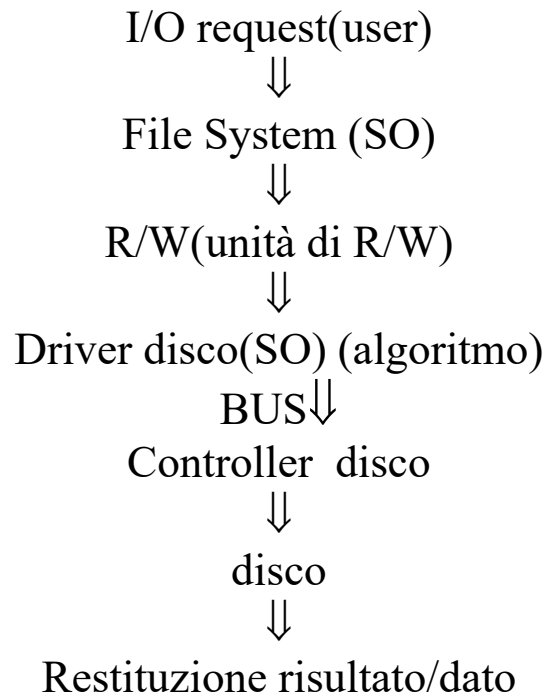 I/O request(user)
⇓
File System (SO)
⇓
R/W(unità di R/W)
⇓
Driver disco(SO) (algoritmo)
BUS⇓
Controller disco
⇓
disco
⇓
Restituzione risultato/dato